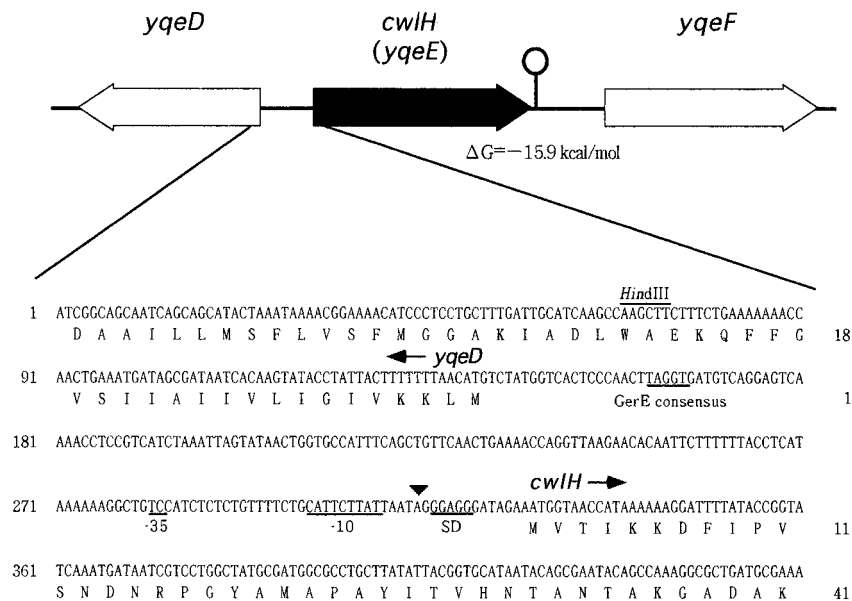 yqeD cwlH yqeF
(yqeE)
ΔG=−15.9 kcal/mol
HindIII
1 ATCGGCAGCAATCAGCAGCATACTAAATAAAACGGAAAACATCCCTCCTGCTTTGATTGCATCAAGCCAAGCTTCTTTCTGAAAAAAACC
D A A I L L M S F L V S F M G G A K I A D L W A E K Q F F G 18
yqeD
91 AACTGAAATGATAGCGATAATCACAAGTATACCTATTACTTTTTTTAACATGTCTATGGTCACTCCCAACTTAGGTGATGTCAGGAGTCA
V S I I A I I V L I G I V K K L M 1
GerE consensus
181 AAACCTCCGTCATCTAAATTAGTATAACTGGTGCCATTTCAGCTGTTCAACTGAAAACCAGGTTAAGAACACAATTCTTTTTTACCTCAT
cwlH
271 AAAAAAGGCTGTCCATCTCTCTGTTTTCTGCATTCTTATTAATAGGGAGGGATAGAAATGGTAACCATAAAAAAGGATTTTATACCGGTA
-35 -10 SD M V T I K K D F I P V 11
361 TCAAATGATAATCGTCCTGGCTATGCGATGGCGCCTGCTTATATTACGGTGCATAATACAGCGAATACAGCCAAAGGCGCTGATGCGAAA
S N D N R P G Y A M A P A Y I T V H N T A N T A K G A D A K 41